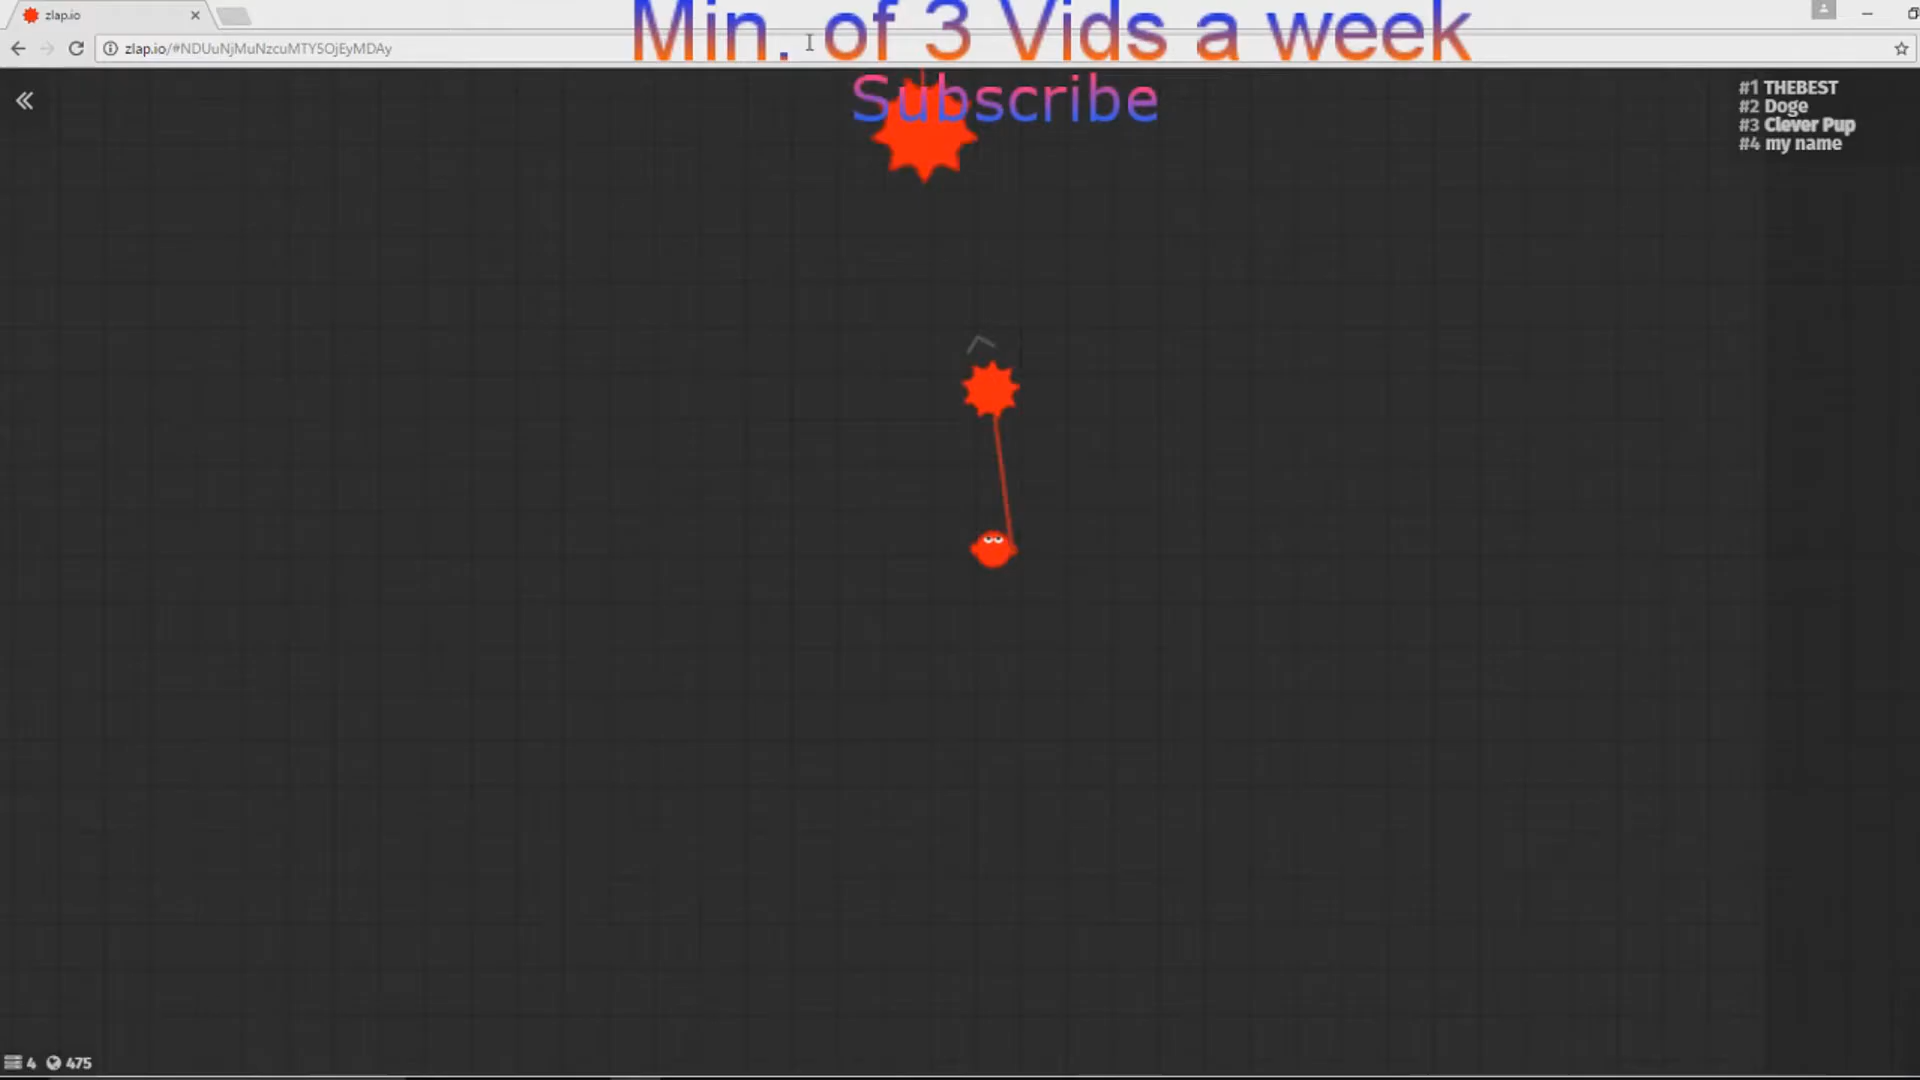 zlap.io
Min. of 3 Vids a week
zlap.io/#NDUuNjMuNzcuMTY5OjEyMDAy
Subscribe
#1 THEBEST
#2 Doge
#3 Clever Pup
#4 my name
4 475